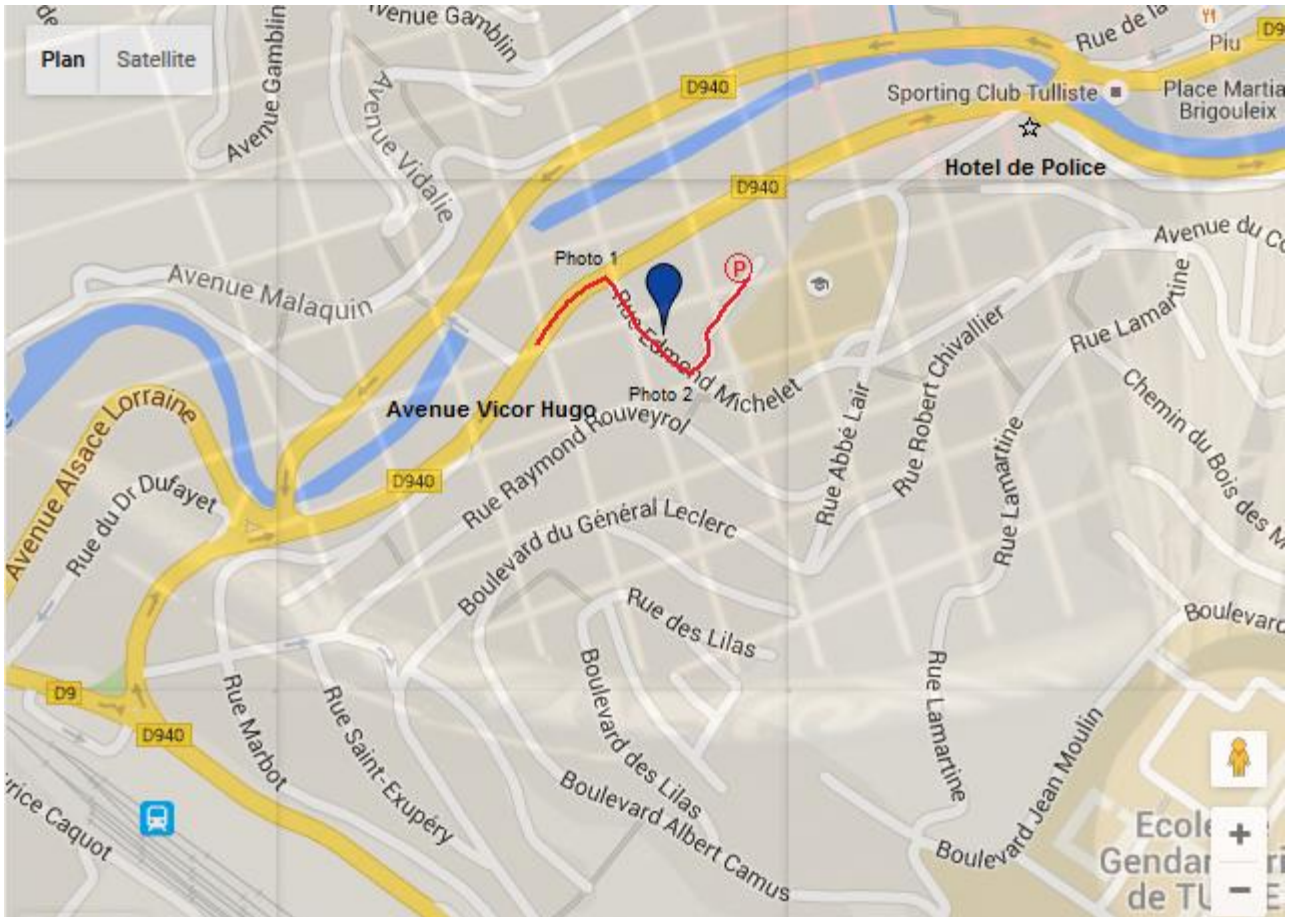 de
Avenue Gamblin
Avenue Gamblin
Rue de la
Piu
D9
Plan
Satellite
D940
Sporting Club Tulliste
Place Martia
Brigouleix
Avenue Vidalie
Hotel de Police
D940
Avenue du Co
Photo 1
P
Avenue Malaquin
Rue Edmond Michelet
Rue Lamartine
Rue Robert Chivallier
Photo 2
Avenue Vicor Hugo
Avenue Alsace Lorraine
Rue Raymond Rouveyrol
Rue Abbé Lair
Chemin du Bois des M
D940
Rue du Dr Dufayet
Rue Lamartine
Boulevard du Général Leclerc
Rue des Lilas
Boulevard
D9
D940
Rue Marbot
Rue Saint-Exupéry
Boulevard des Lilas
Rue Lamartine
Boulevard Jean Moulin
urice Caquot
Boulevard Albert Camus
Ecole e
Gendar ri
de TU E
+
−